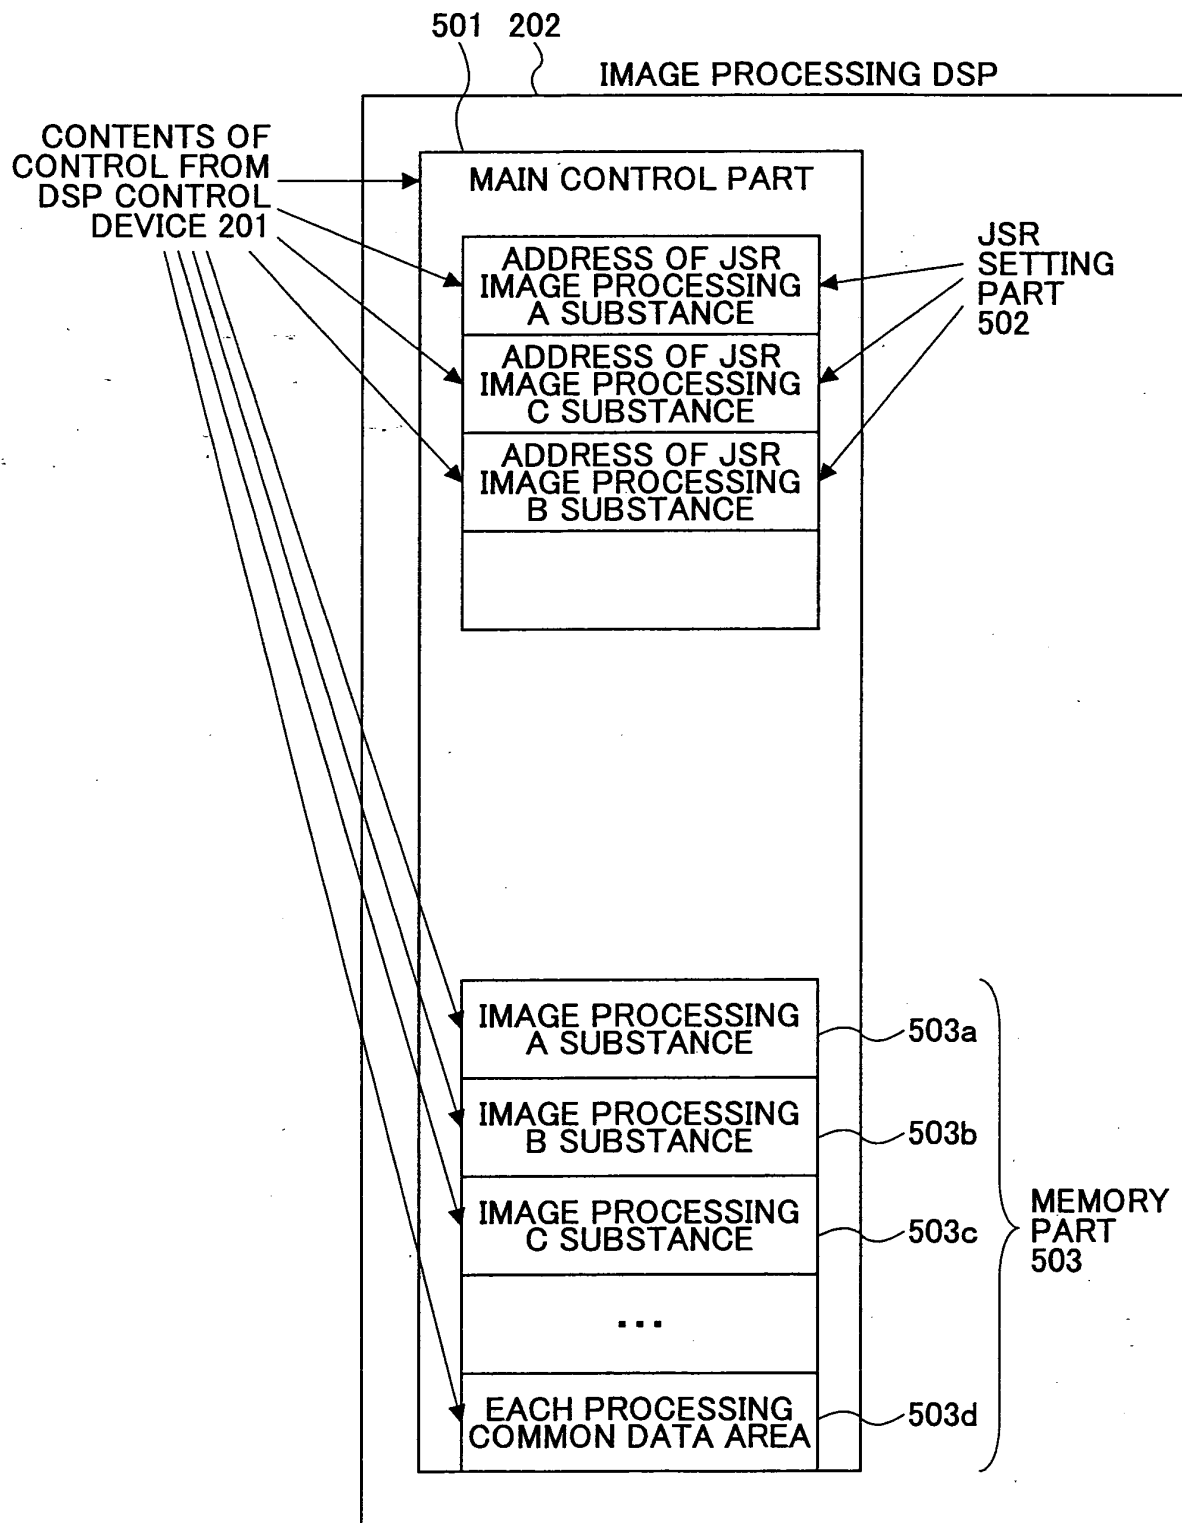 501 202
IMAGE PROCESSING DSP
CONTENTS OF
CONTROL FROM
DSP CONTROL
DEVICE 201
MAIN CONTROL PART
ADDRESS OF JSR
IMAGE PROCESSING
A SUBSTANCE
ADDRESS OF JSR
IMAGE PROCESSING
C SUBSTANCE
ADDRESS OF JSR
IMAGE PROCESSING
B SUBSTANCE
JSR
SETTING
PART
502
IMAGE PROCESSING
A SUBSTANCE
503a
IMAGE PROCESSING
B SUBSTANCE
503b
IMAGE PROCESSING
C SUBSTANCE
503c
...
EACH PROCESSING
COMMON DATA AREA
503d
MEMORY
PART
503